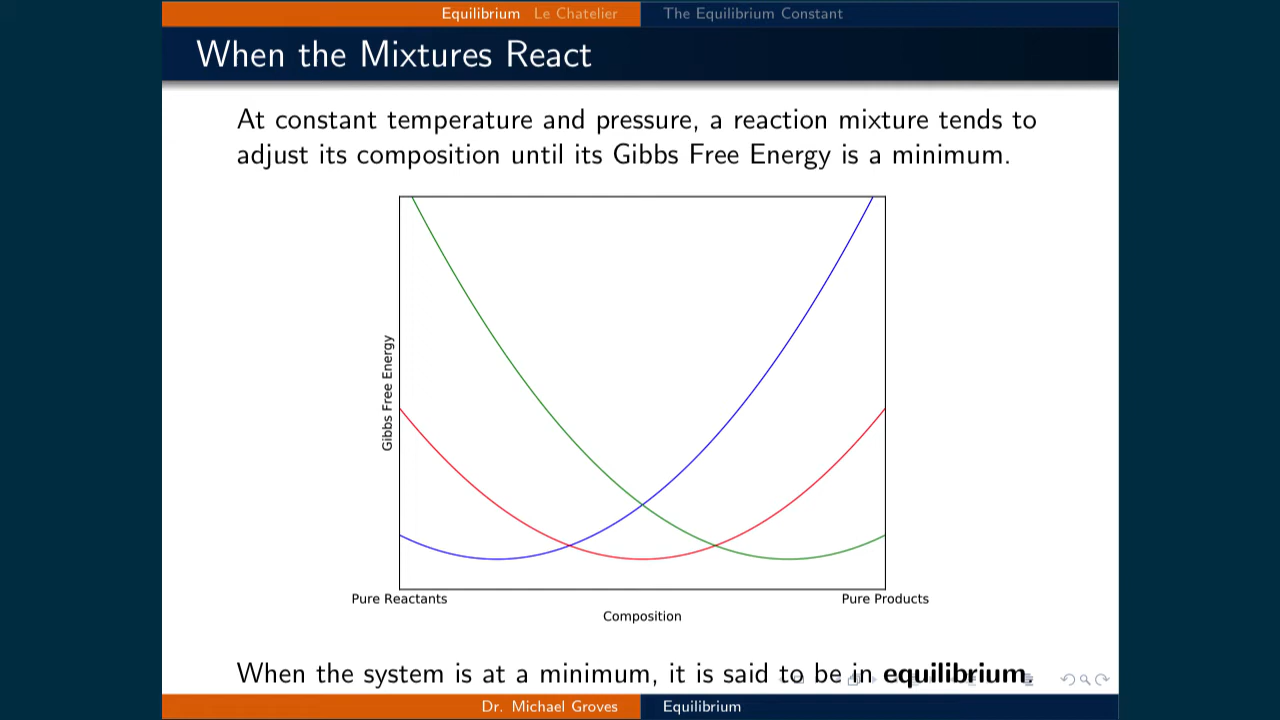 Equilibrium Le Chatelier The Equilibrium Constant
When the Mixtures React
At constant temperature and pressure, a reaction mixture tends to
adjust its composition until its Gibbs Free Energy is a minimum.
Gibbs Free Energy
Pure Reactants
Pure Products
Composition
When the system is at a minimum, it is said to be in equilibrium.
Dr. Michael Groves Equilibrium